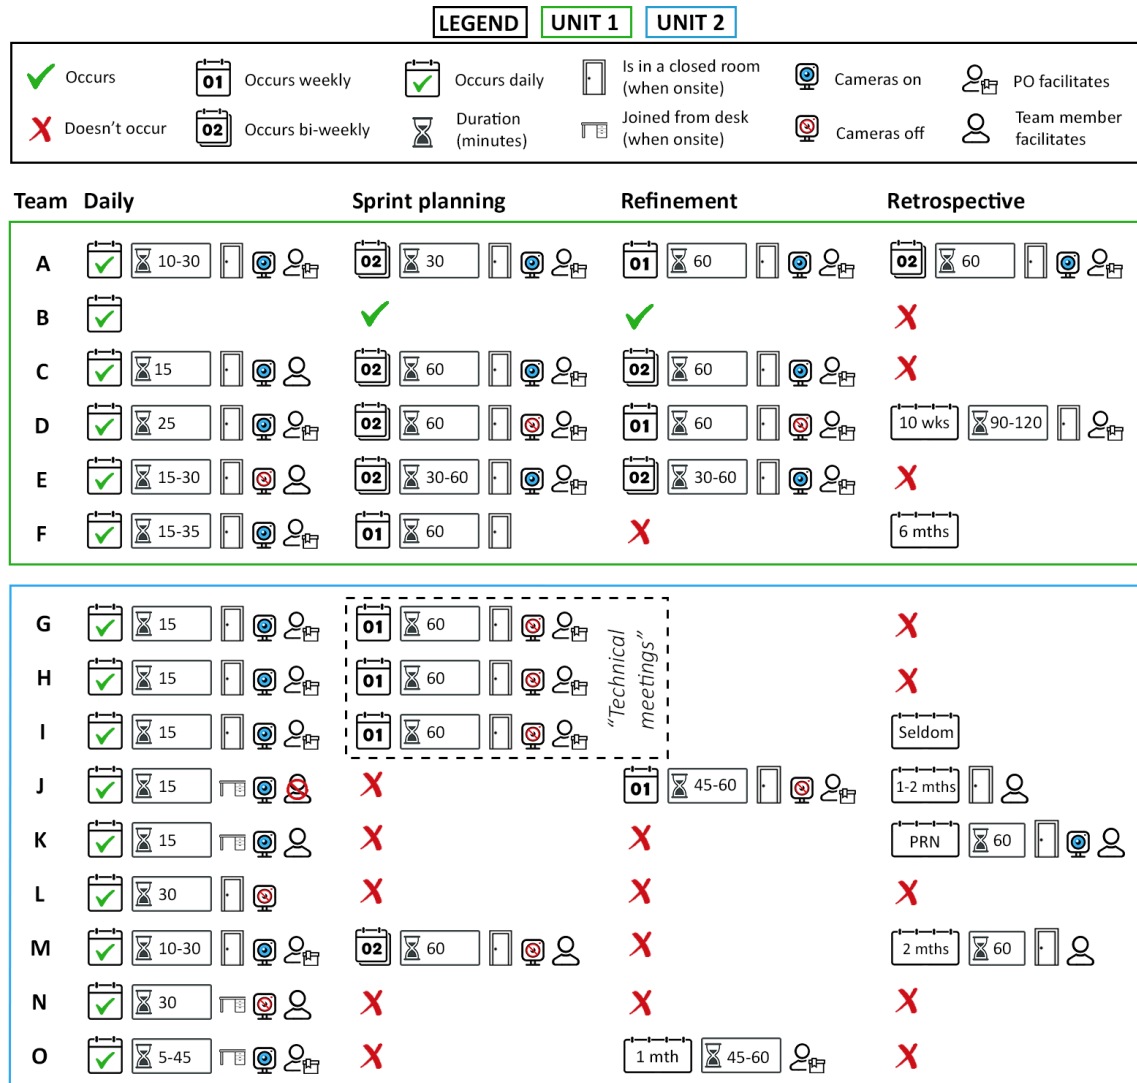 LEGEND UNIT 1 UNIT 2
Occurs 01 Occurs weekly Occurs daily Is in a closed room (when onsite) Cameras on PO facilitates
Doesn't occur 02 Occurs bi-weekly Duration (minutes) Joined from desk (when onsite) Cameras off Team member facilitates
Team Daily Sprint planning Refinement Retrospective
A 10-30 02 30 01 60 02 60
B
C 15 02 60 02 60
D 25 02 60 01 60 10 wks 90-120
E 15-30 02 30-60 02 30-60
F 15-35 01 60 6 mths
G 15 01 60
H 15 01 60
"Technical meetings"
I 15 01 60 Seldom
J 15 01 45-60 1-2 mths
K 15 PRN 60
L 30
M 10-30 02 60 2 mths 60
N 30
O 5-45 1 mth 45-60